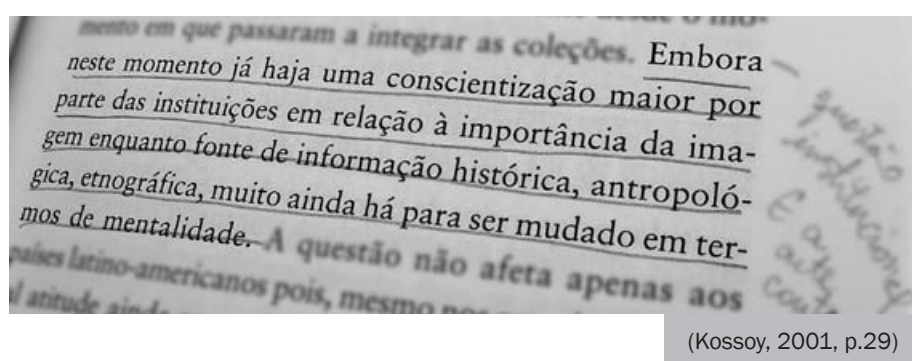 mento em que passaram a integrar as coleções. Embora
neste momento já haja uma conscientização maior por
parte das instituições em relação à importância da ima-
gem enquanto fonte de informação histórica, antropoló-
gica, etnográfica, muito ainda há para ser mudado em ter-
mos de mentalidade. A questão não afeta apenas aos
países latino-americanos pois, mesmo nos
atitude ainda
questão
institucional
E a
(Kossoy, 2001, p.29)